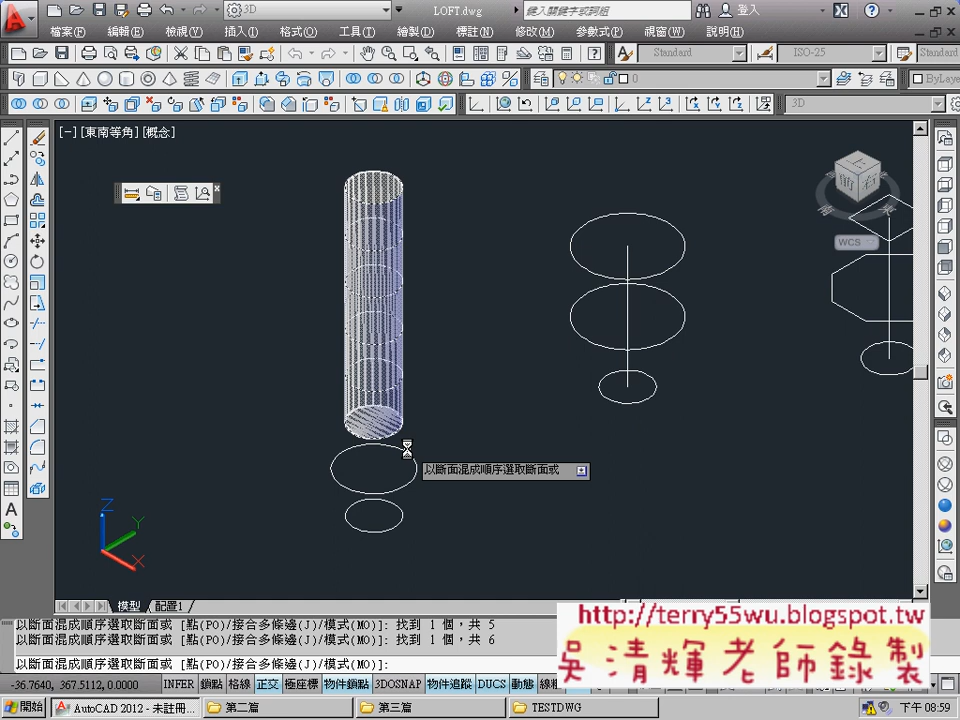 3D
LOFT.dwg
鍵入關鍵字或詞組
登入
檔案(F)
編輯(E)
檢視(V)
插入(I)
格式(O)
工具(T)
繪製(D)
標註(N)
修改(M)
參數式(P)
視窗(W)
說明(H)
Standard
ISO-25
Standard
0
ByLaye
3D
[−] [東南等角] [概念]
上
前
右
南
東
WCS
以斷面混成順序選取斷面或
Z
Y
X
模型
配置1
以斷面混成順序選取斷面或 [點(PO)/接合多條邊(J)/模式(MO)]: 找到 1 個，共 5
以斷面混成順序選取斷面或 [點(PO)/接合多條邊(J)/模式(MO)]: 找到 1 個，共 6
以斷面混成順序選取斷面或 [點(PO)/接合多條邊(J)/模式(MO)]:
http://terry55wu.blogspot.tw
吳清輝老師錄製
-36.7640, 367.5112, 0.0000
INFER 鎖點 格線 正交 極座標 物件鎖點 3DOSNAP 物件追蹤 DUCS 動態
開始
AutoCAD 2012 - 未註冊...
第二篇
第三篇
TESTDWG
下午 08:59